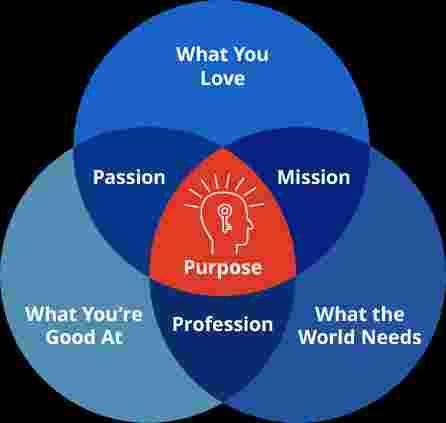 What You
Love
Passion
Mission
Purpose
What You're
Good At
Profession
What the
World Needs